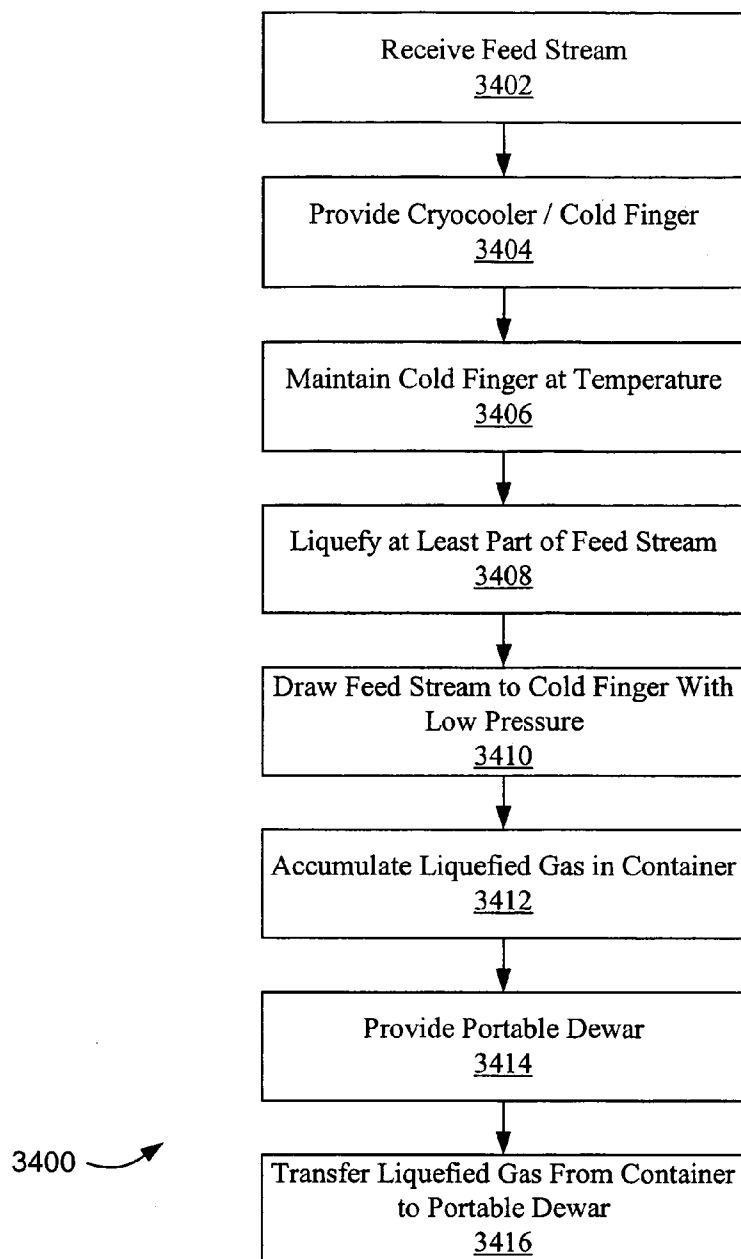 Receive Feed Stream
3402
Provide Cryocooler / Cold Finger
3404
Maintain Cold Finger at Temperature
3406
Liquefy at Least Part of Feed Stream
3408
Draw Feed Stream to Cold Finger With
Low Pressure
3410
Accumulate Liquefied Gas in Container
3412
Provide Portable Dewar
3414
3400
Transfer Liquefied Gas From Container
to Portable Dewar
3416